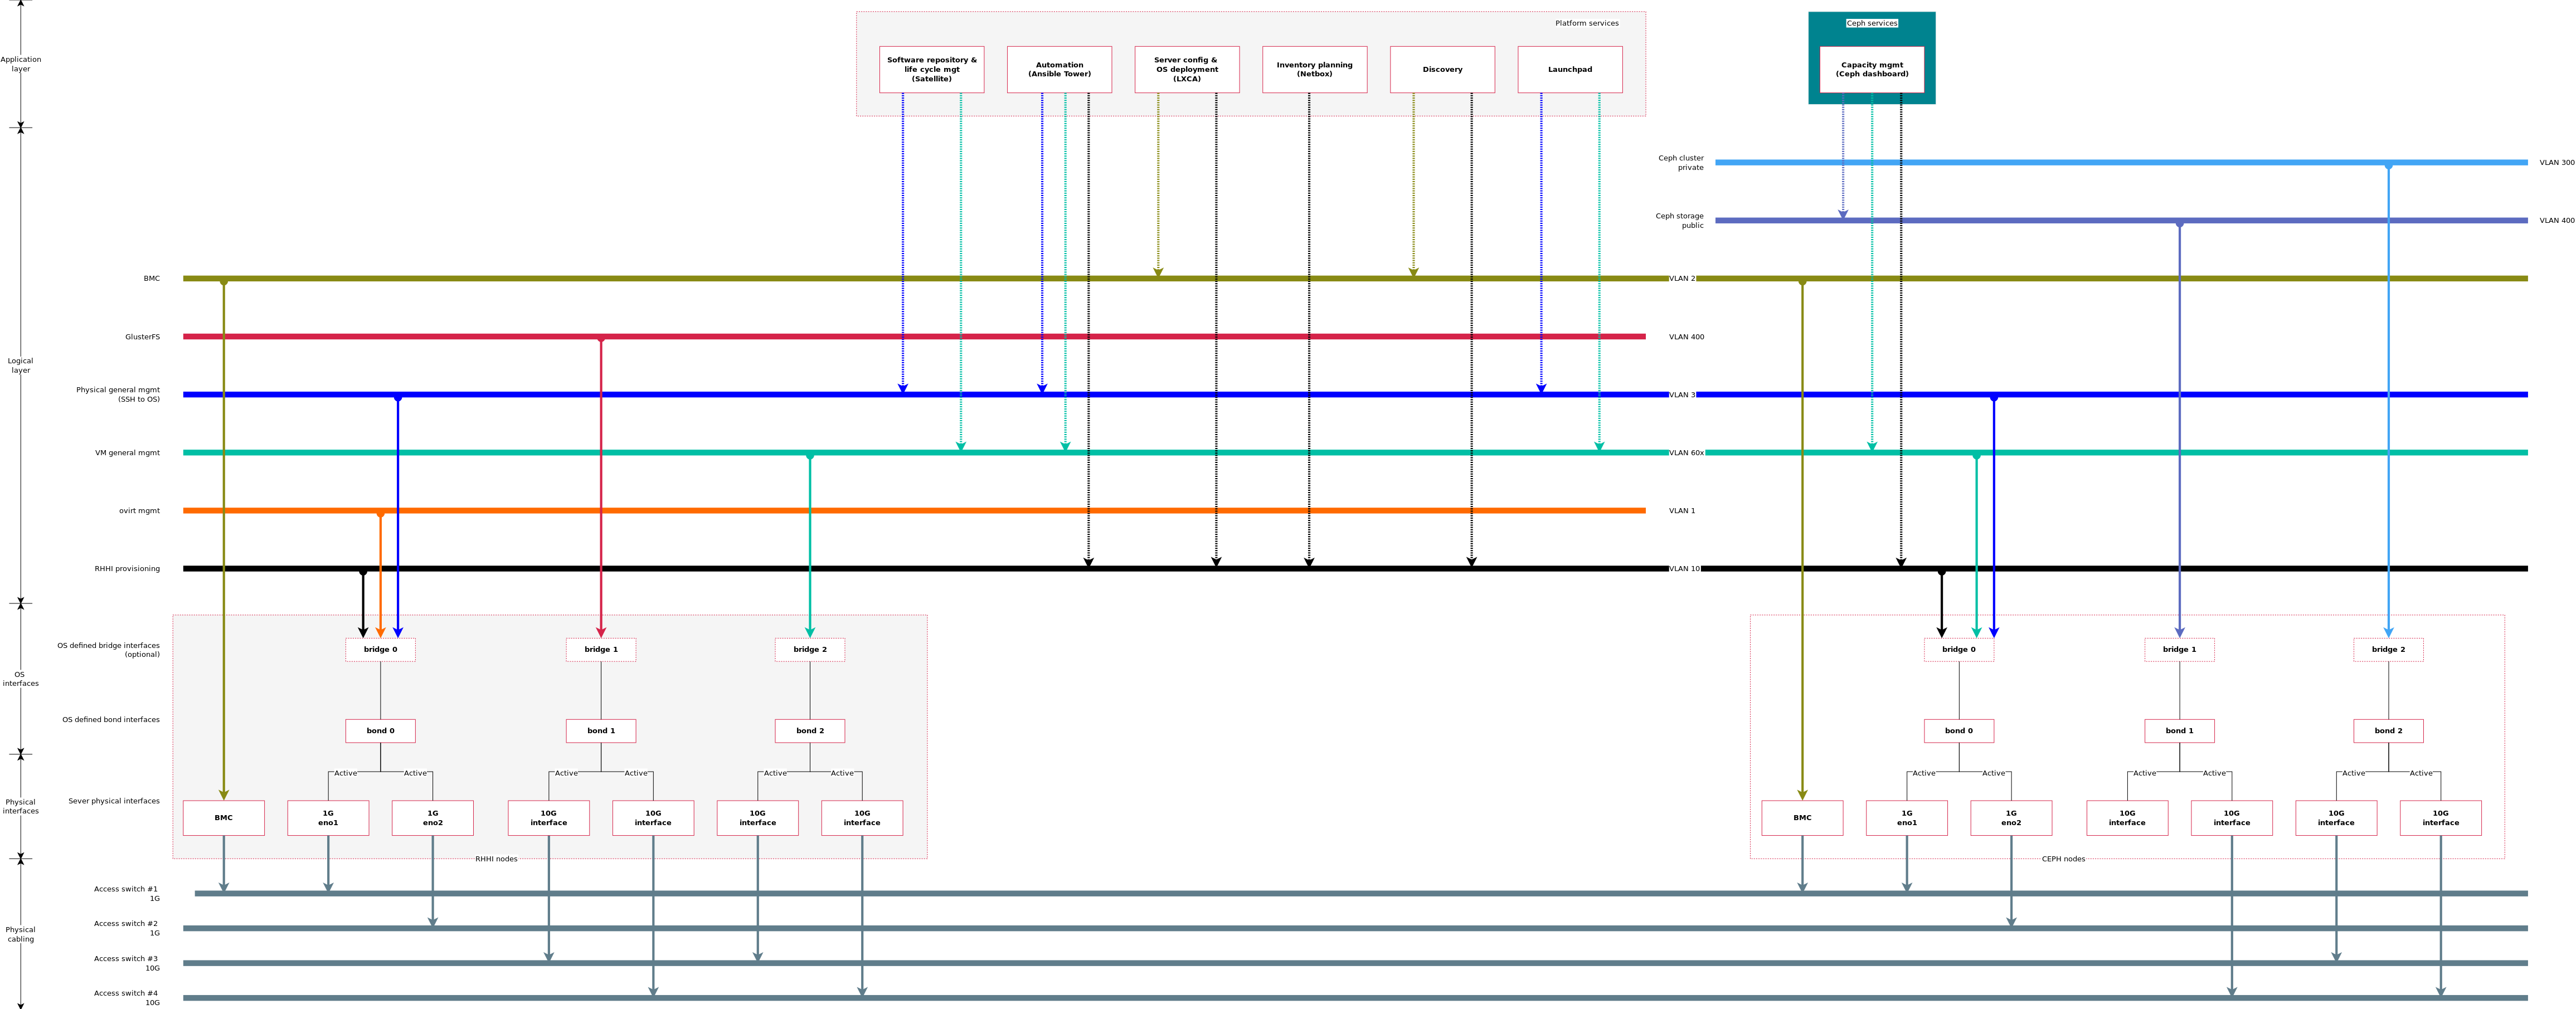 Platform services
Ceph services
Application
layer
Software repository &
life cycle mgt
(Satellite)
Automation
(Ansible Tower)
Server config &
OS deployment
(LXCA)
Inventory planning
(Netbox)
Discovery
Launchpad
Capacity mgmt
(Ceph dashboard)
Ceph cluster
private
VLAN 300
Ceph storage
public
VLAN 400
BMC
VLAN 2
GlusterFS
VLAN 400
Logical
layer
Physical general mgmt
(SSH to OS)
VLAN 3
VM general mgmt
VLAN 60x
ovirt mgmt
VLAN 1
RHHI provisioning
VLAN 10
OS defined bridge interfaces
(optional)
bridge 0
bridge 1
bridge 2
bridge 0
bridge 1
bridge 2
OS
interfaces
OS defined bond interfaces
bond 0
bond 1
bond 2
bond 0
bond 1
bond 2
Active
Active
Active
Active
Active
Active
Active
Active
Active
Active
Active
Active
Physical
interfaces
Sever physical interfaces
BMC
1G
eno1
1G
eno2
10G
interface
10G
interface
10G
interface
10G
interface
BMC
1G
eno1
1G
eno2
10G
interface
10G
interface
10G
interface
10G
interface
RHHI nodes
CEPH nodes
Physical
cabling
Access switch #1
1G
Access switch #2
1G
Access switch #3
10G
Access switch #4
10G